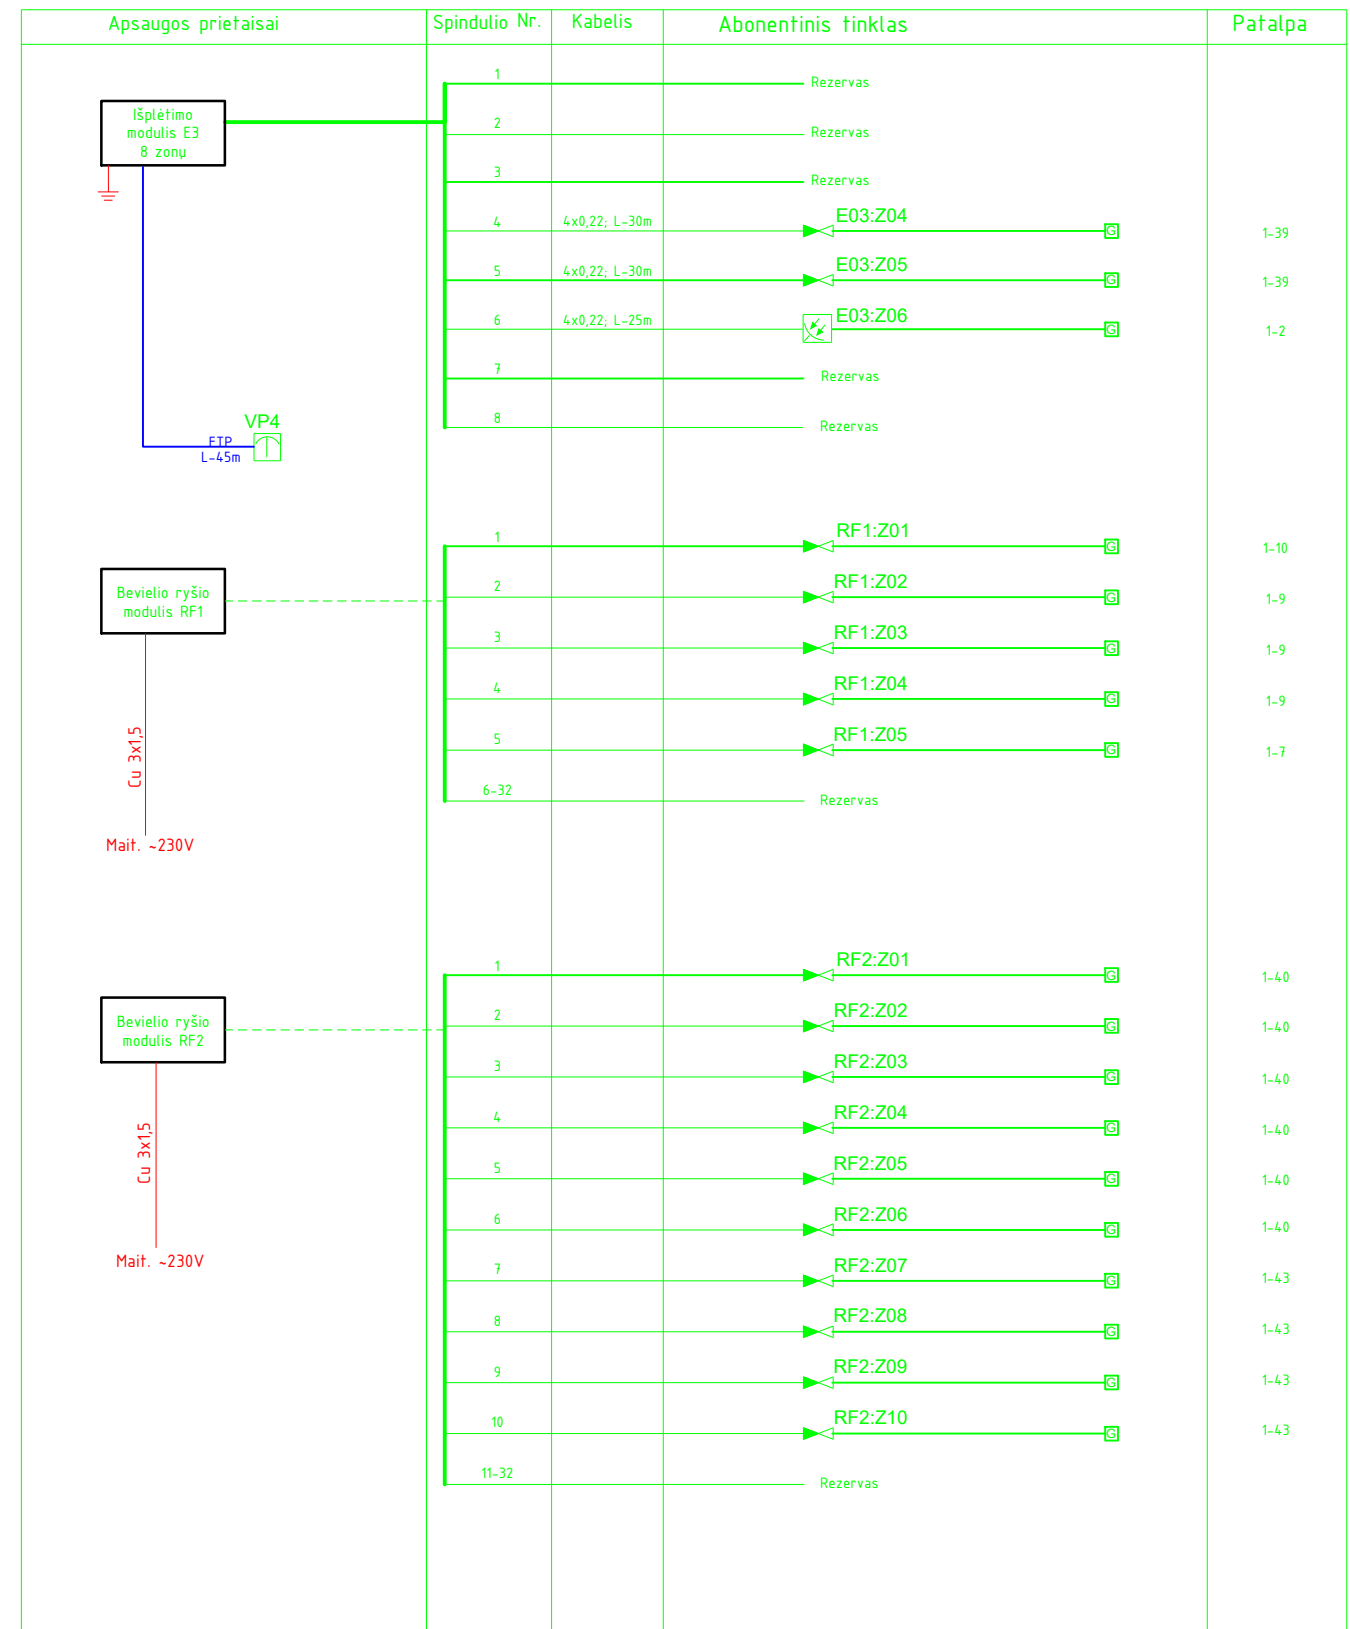 Apsaugos prietaisai
Spindulio Nr.
Kabelis
Abonentinis tinklas
Patalpa
Išplėtimo
modulis E3
8 zonų
1
Rezervas
2
Rezervas
3
Rezervas
4
4x0,22; L-30m
E03:Z04
G
1-39
5
4x0,22; L-30m
E03:Z05
G
1-39
6
4x0,22; L-25m
E03:Z06
G
1-2
7
Rezervas
8
Rezervas
VP4
FTP
L-45m
Bevielio ryšio
modulis RF1
Cu 3x1,5
Mait. ~230V
1
RF1:Z01
G
1-10
2
RF1:Z02
G
1-9
3
RF1:Z03
G
1-9
4
RF1:Z04
G
1-9
5
RF1:Z05
G
1-7
6-32
Rezervas
Bevielio ryšio
modulis RF2
Cu 3x1,5
Mait. ~230V
1
RF2:Z01
G
1-40
2
RF2:Z02
G
1-40
3
RF2:Z03
G
1-40
4
RF2:Z04
G
1-40
5
RF2:Z05
G
1-40
6
RF2:Z06
G
1-40
7
RF2:Z07
G
1-43
8
RF2:Z08
G
1-43
9
RF2:Z09
G
1-43
10
RF2:Z10
G
1-43
11-32
Rezervas